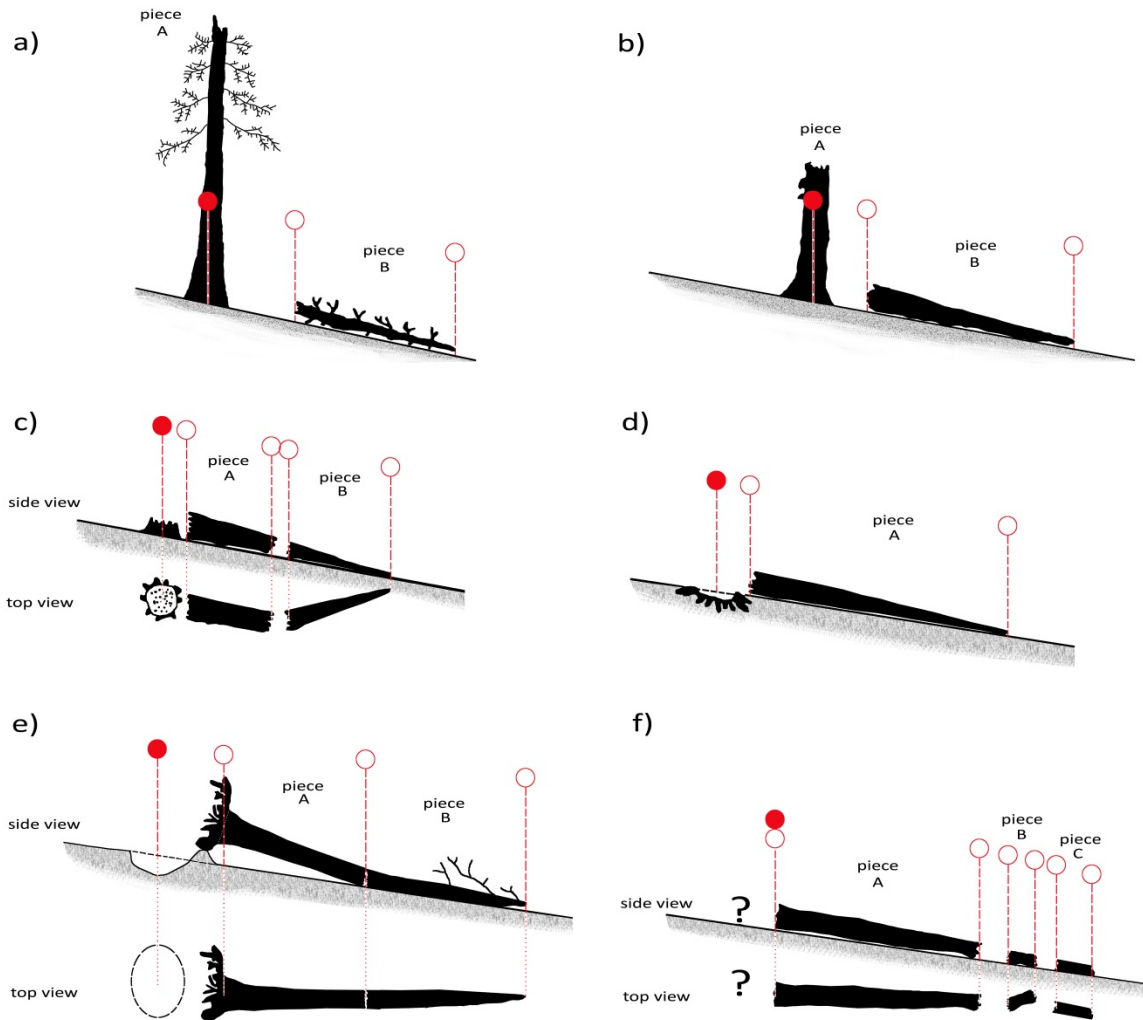 a)
piece
A
piece
B
b)
piece
A
piece
B
c)
piece
A
piece
B
side view
top view
d)
piece
A
e)
piece
A
piece
B
side view
top view
f)
piece
A
piece
B
piece
C
side view
?
top view
?